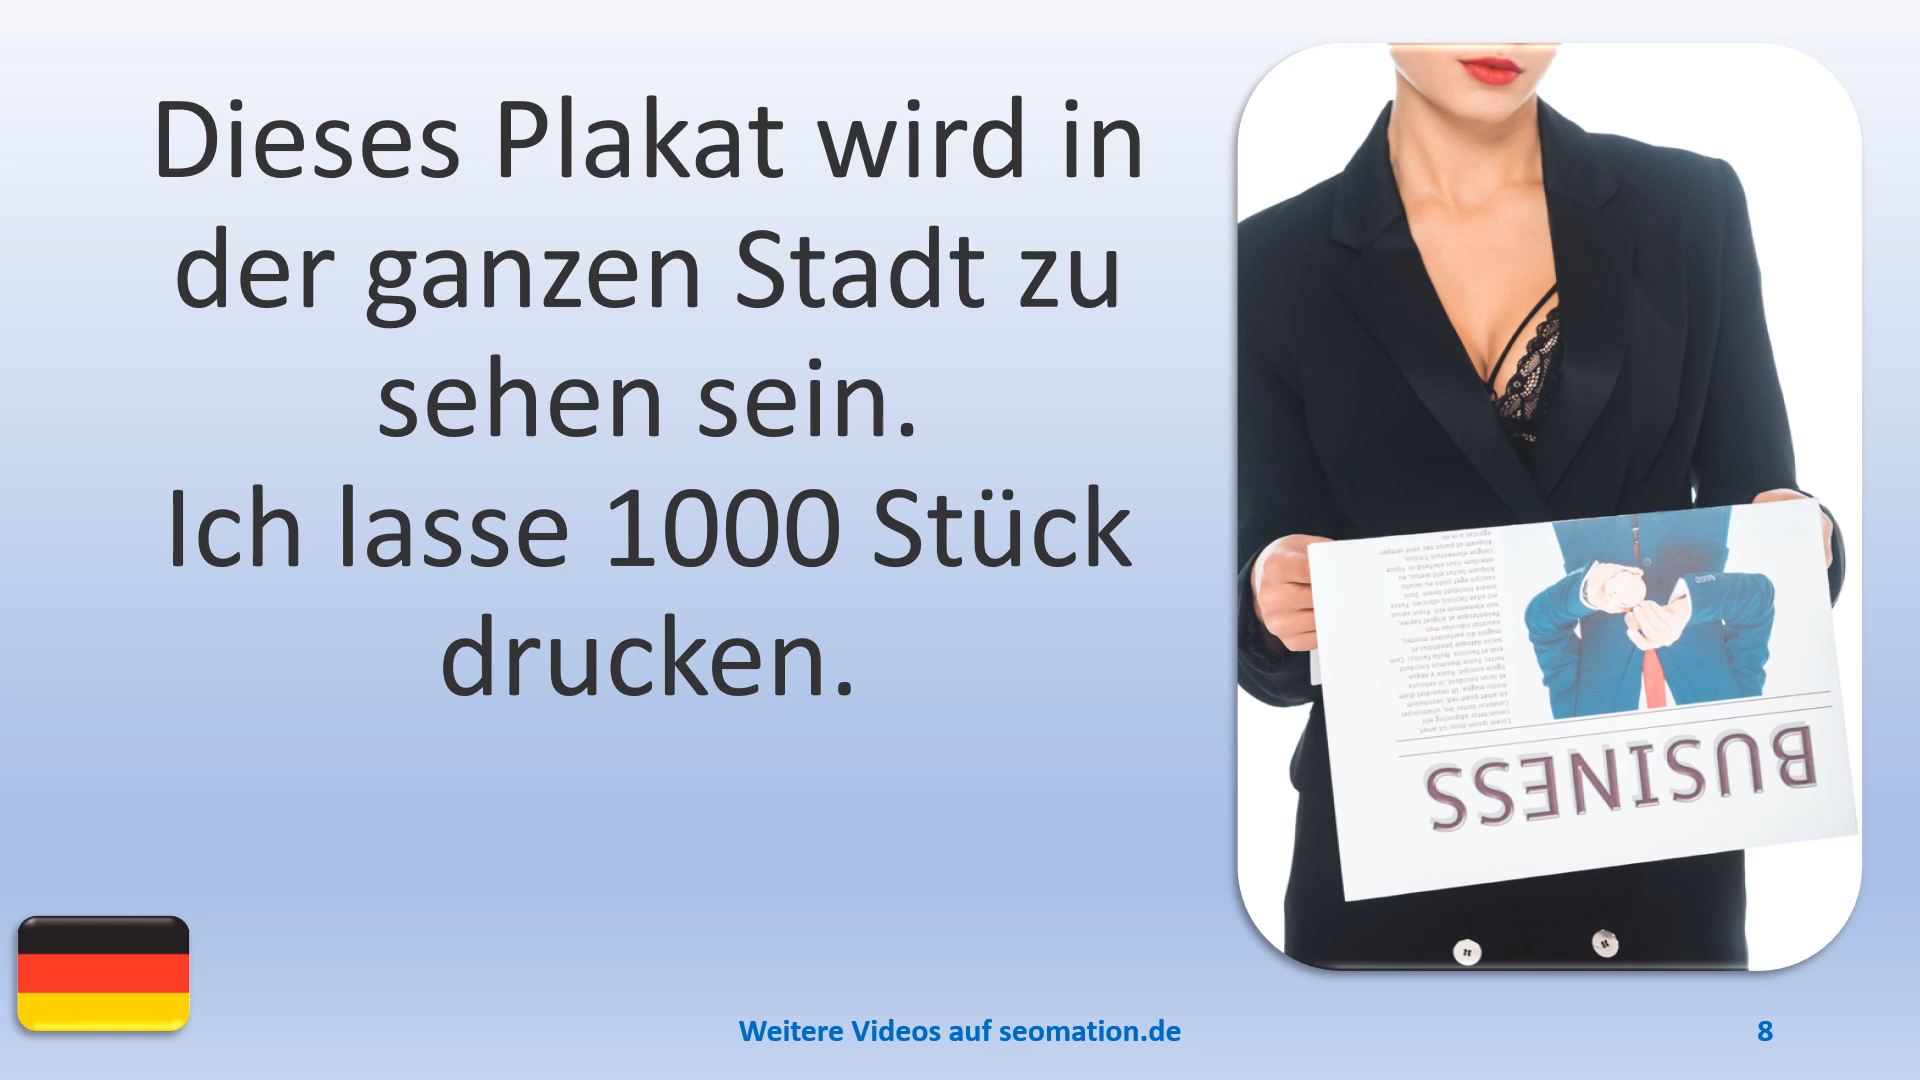 Dieses Plakat wird in
der ganzen Stadt zu
sehen sein.
Ich lasse 1000 Stück
drucken.
BUSINESS
Weitere Videos auf seomation.de
8